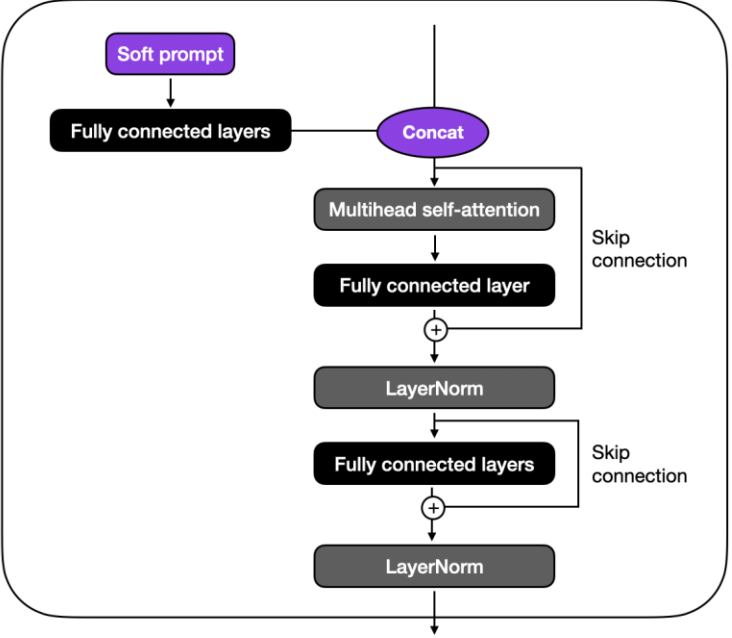 Soft prompt
Fully connected layers
Concat
Multihead self-attention
Skip
connection
Fully connected layer
+
LayerNorm
Fully connected layers
Skip
connection
+
LayerNorm